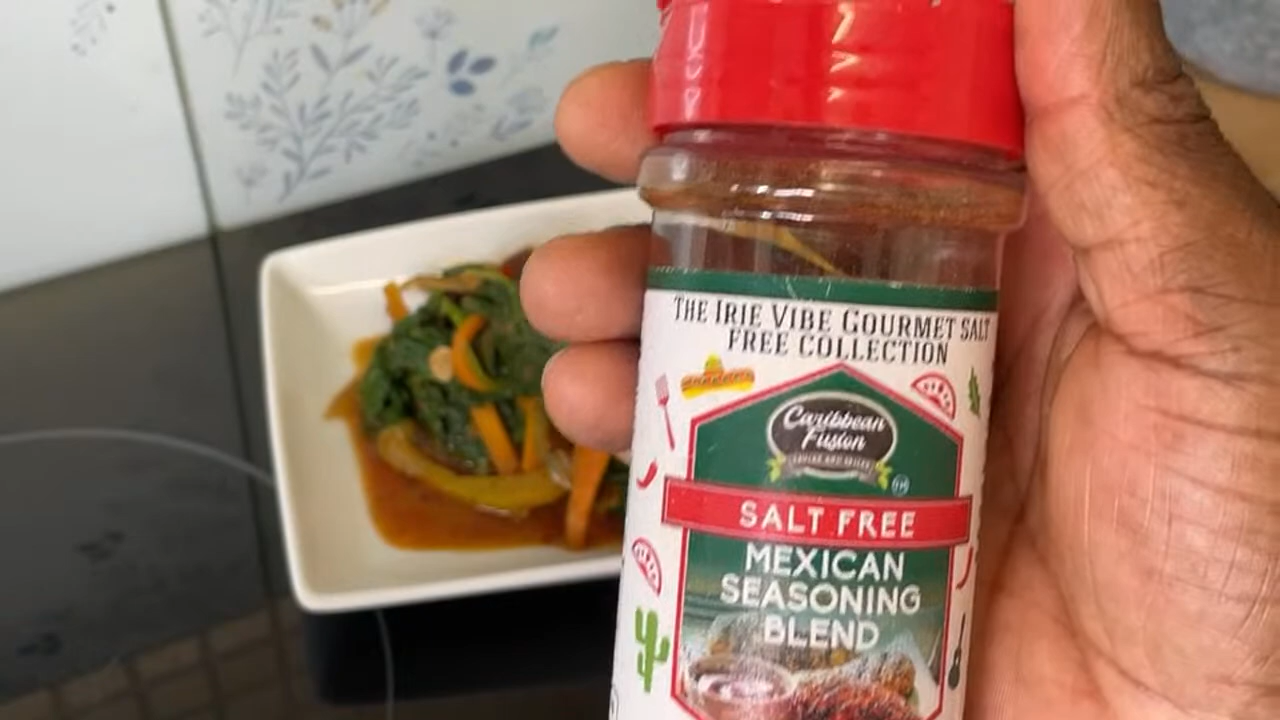 THE IRIE VIBE GOURMET SALT
FREE COLLECTION
Caribbean
Fusion
SALT FREE
MEXICAN
SEASONING
BLEND